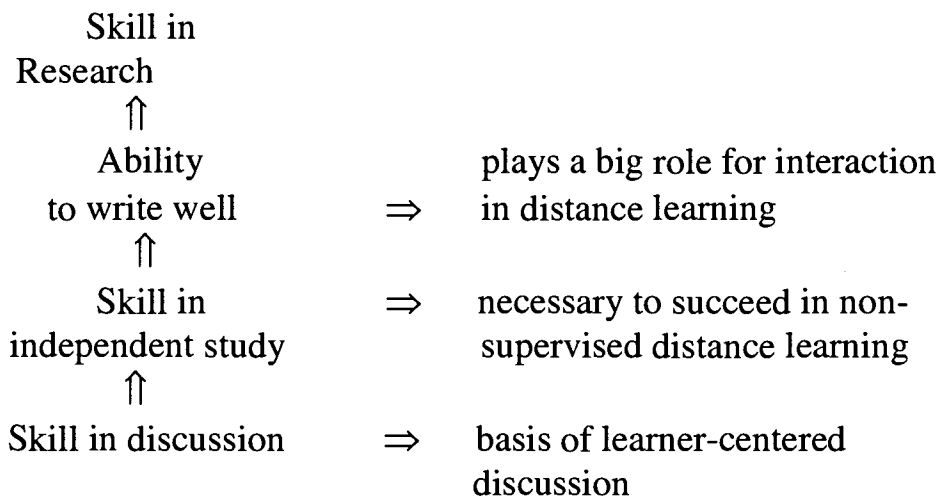 Skill in
Research
⇑
Ability plays a big role for interaction
to write well ⇒ in distance learning
⇑
Skill in ⇒ necessary to succeed in non-
independent study supervised distance learning
⇑
Skill in discussion ⇒ basis of learner-centered
discussion